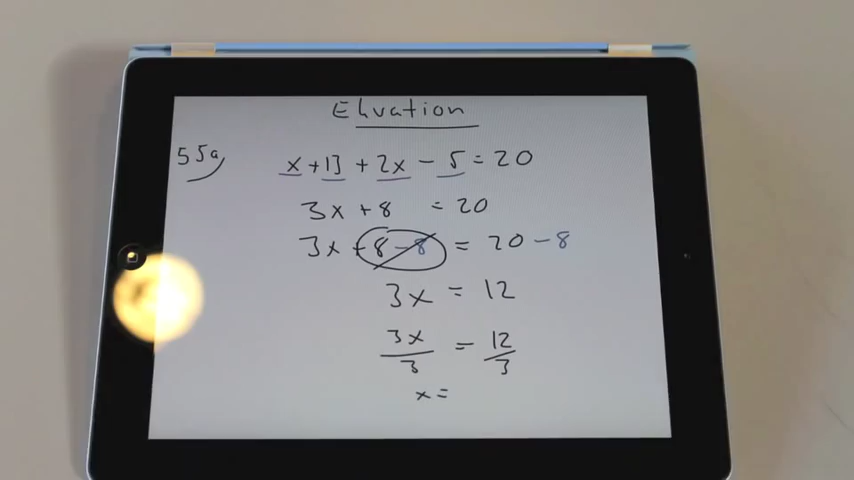 Ekvation
55a) x + 13 + 2x - 5 = 20
3x + 8 = 20
3x + 8 - 8 = 20 - 8
3x = 12
3x/3 = 12/3
x =